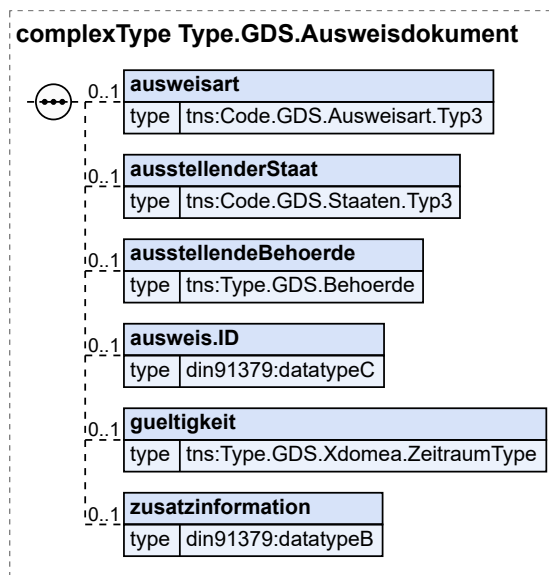 complexType Type.GDS.Ausweisdokument
0..1 ausweisart
type tns:Code.GDS.Ausweisart.Typ3
0..1 ausstellenderStaat
type tns:Code.GDS.Staaten.Typ3
0..1 ausstellendeBehoerde
type tns:Type.GDS.Behoerde
0..1 ausweis.ID
type din91379:datatypeC
0..1 gueltigkeit
type tns:Type.GDS.Xdomea.ZeitraumType
0..1 zusatzinformation
type din91379:datatypeB